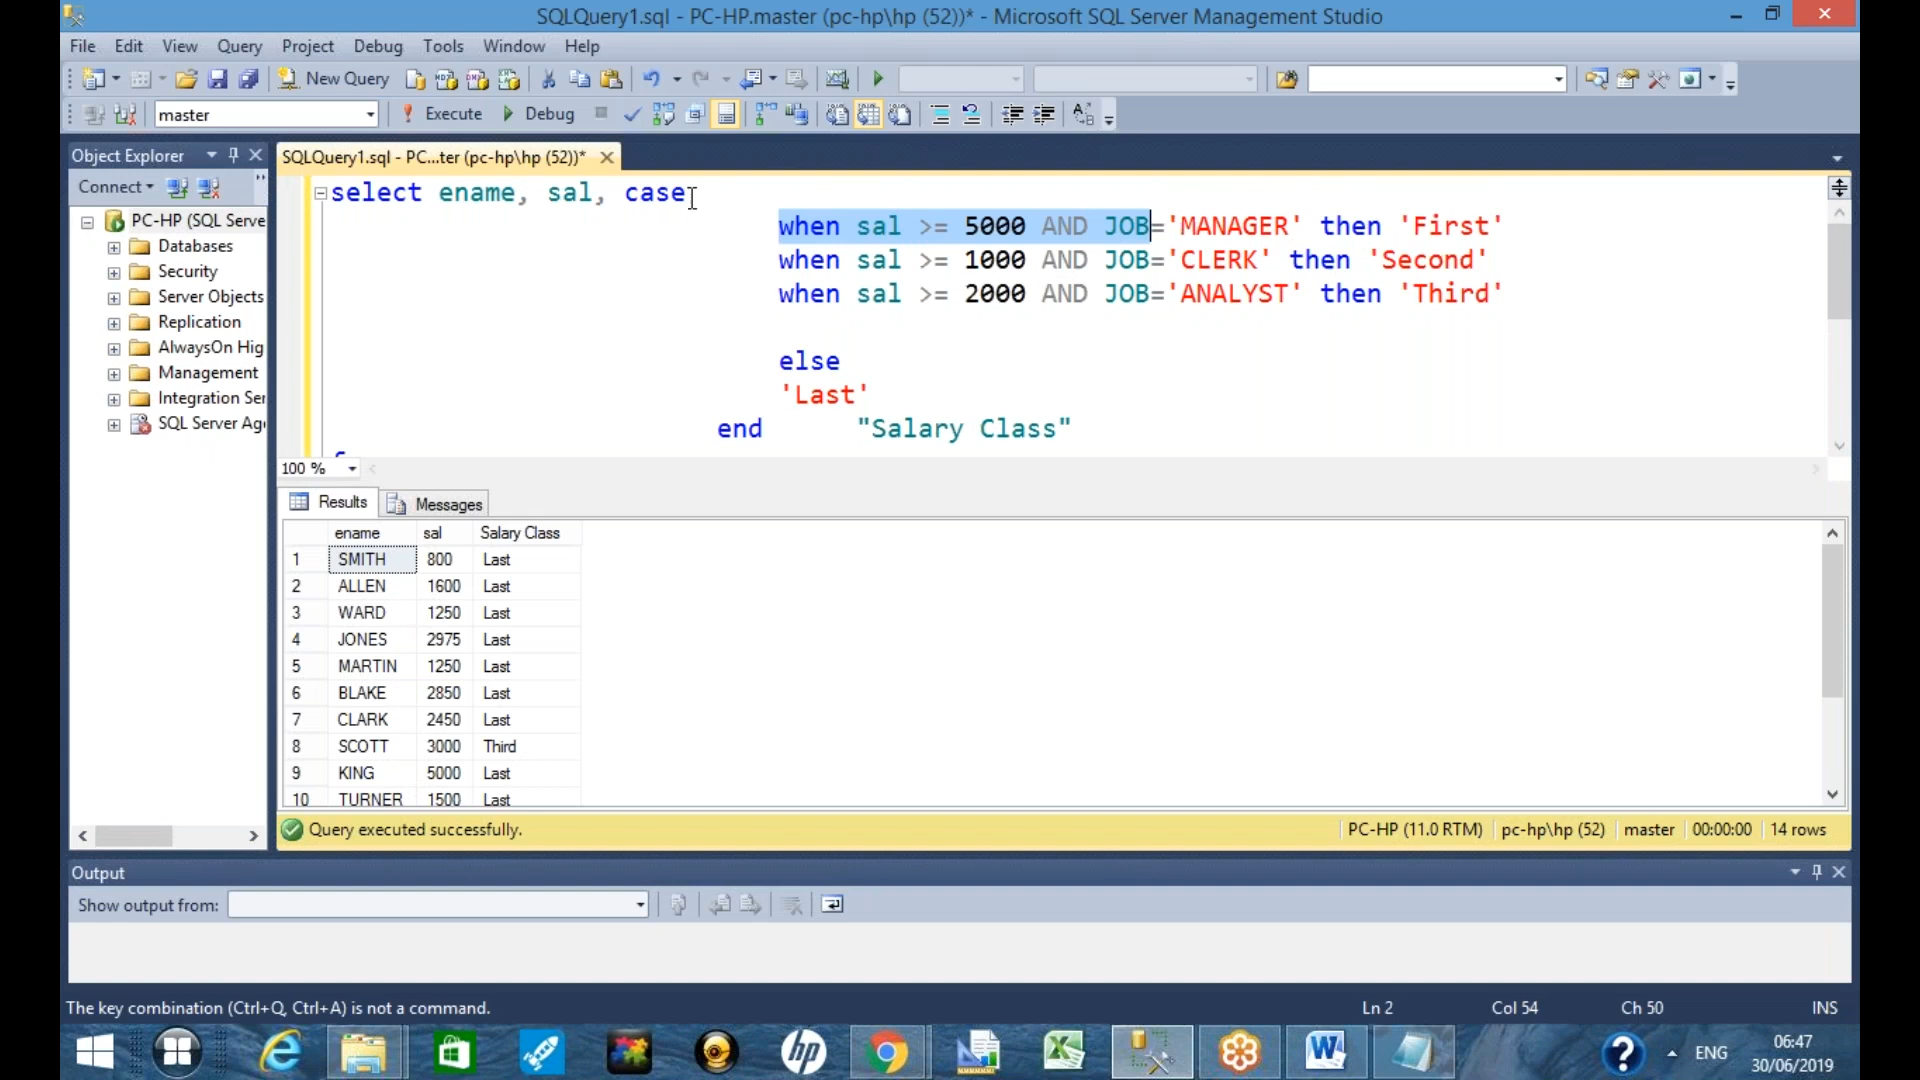 SQLQuery1.sql - PC-HP.master (pc-hp\hp (52))* - Microsoft SQL Server Management Studio
File Edit View Query Project Debug Tools Window Help
New Query
master Execute Debug
Object Explorer
SQLQuery1.sql - PC...ter (pc-hp\hp (52))*
Connect
PC-HP (SQL Serve
Databases
Security
Server Objects
Replication
AlwaysOn Hig
Management
Integration Ser
SQL Server Age
select ename, sal, case
when sal >= 5000 AND JOB='MANAGER' then 'First'
when sal >= 1000 AND JOB='CLERK' then 'Second'
when sal >= 2000 AND JOB='ANALYST' then 'Third'
else
'Last'
end "Salary Class"
100 %
Results Messages
ename sal Salary Class
1 SMITH 800 Last
2 ALLEN 1600 Last
3 WARD 1250 Last
4 JONES 2975 Last
5 MARTIN 1250 Last
6 BLAKE 2850 Last
7 CLARK 2450 Last
8 SCOTT 3000 Third
9 KING 5000 Last
10 TURNER 1500 Last
Query executed successfully. PC-HP (11.0 RTM) pc-hp\hp (52) master 00:00:00 14 rows
Output
Show output from:
The key combination (Ctrl+Q, Ctrl+A) is not a command. Ln 2 Col 54 Ch 50 INS
hp ENG 06:47
30/06/2019